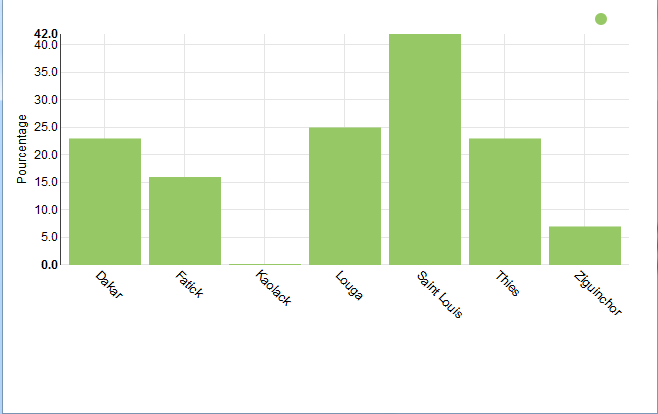 42.0
40.0
35.0
30.0
25.0
20.0
15.0
10.0
5.0
0.0
Pourcentage
Dakar
Fatick
Kaolack
Louga
Saint Louis
Thies
Ziguinchor